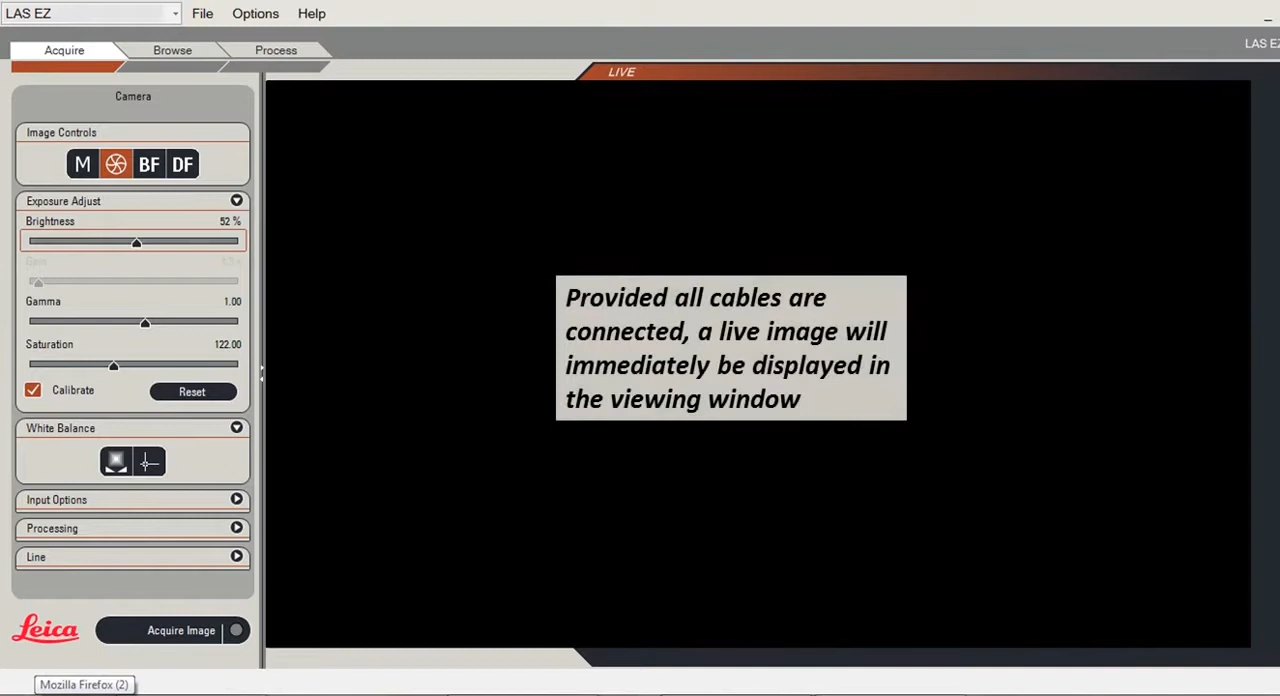 LAS EZ File Options Help
LAS EZ
Acquire Browse Process
LIVE
Camera
Image Controls
M BF DF
Exposure Adjust
Brightness 52 %
Gain
Gamma 1.00
Saturation 122.00
Calibrate Reset
White Balance
Input Options
Processing
Line
Leica Acquire Image
Mozilla Firefox (2)
Provided all cables are
connected, a live image will
immediately be displayed in
the viewing window